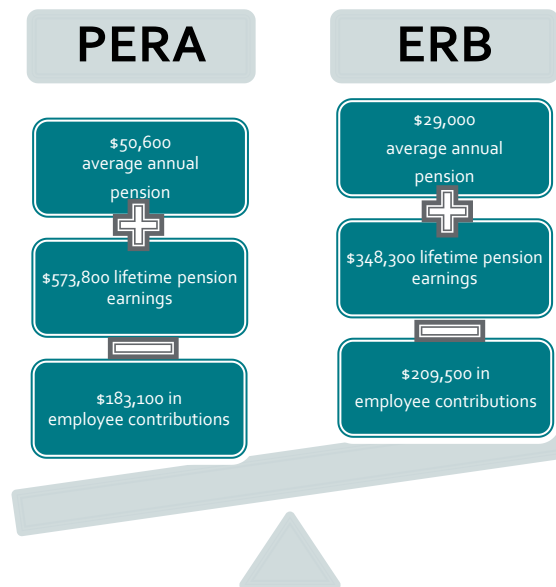 PERA
$50,600
average annual
pension
$573,800 lifetime pension
earnings
$183,100 in
employee contributions
ERB
$29,000
average annual
pension
$348,300 lifetime pension
earnings
$209,500 in
employee contributions